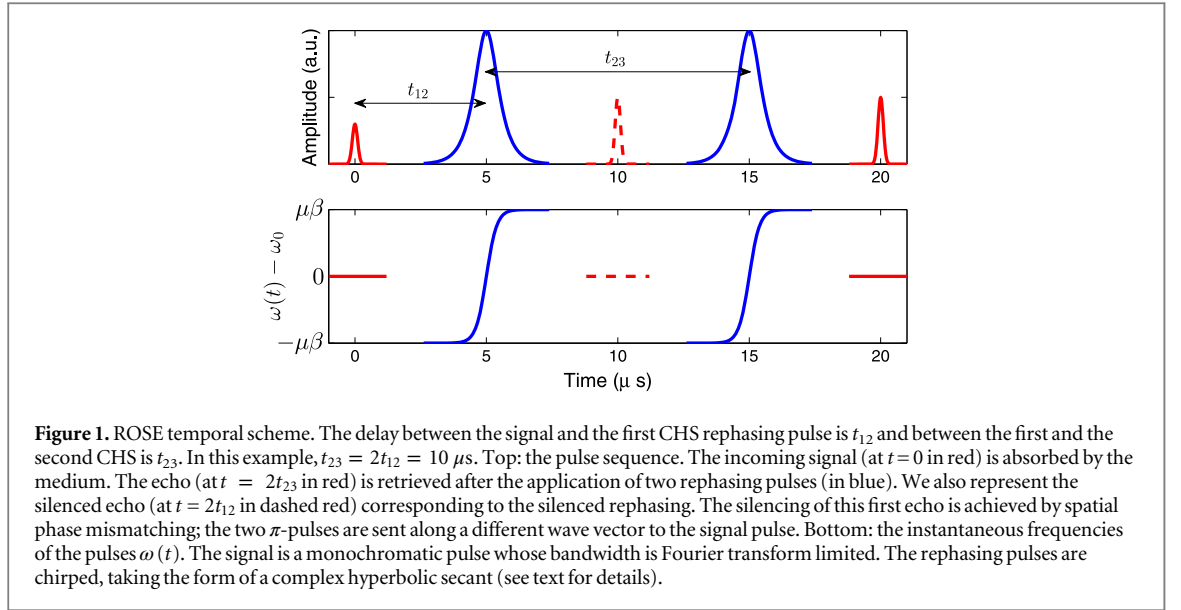 Amplitude (a.u.)
t₁₂
t₂₃
0
5
10
15
20
μβ
0
−μβ
ω(t) − ω₀
0
5
10
15
20
Time (μ s)
Figure 1. ROSE temporal scheme. The delay between the signal and the first CHS rephasing pulse is t₁₂ and between the first and the
second CHS is t₂₃. In this example, t₂₃ = 2t₁₂ = 10 μs. Top: the pulse sequence. The incoming signal (at t = 0 in red) is absorbed by the
medium. The echo (at t = 2t₂₃ in red) is retrieved after the application of two rephasing pulses (in blue). We also represent the
silenced echo (at t = 2t₁₂ in dashed red) corresponding to the silenced rephasing. The silencing of this first echo is achieved by spatial
phase mismatching; the two π-pulses are sent along a different wave vector to the signal pulse. Bottom: the instantaneous frequencies
of the pulses ω (t). The signal is a monochromatic pulse whose bandwidth is Fourier transform limited. The rephasing pulses are
chirped, taking the form of a complex hyperbolic secant (see text for details).